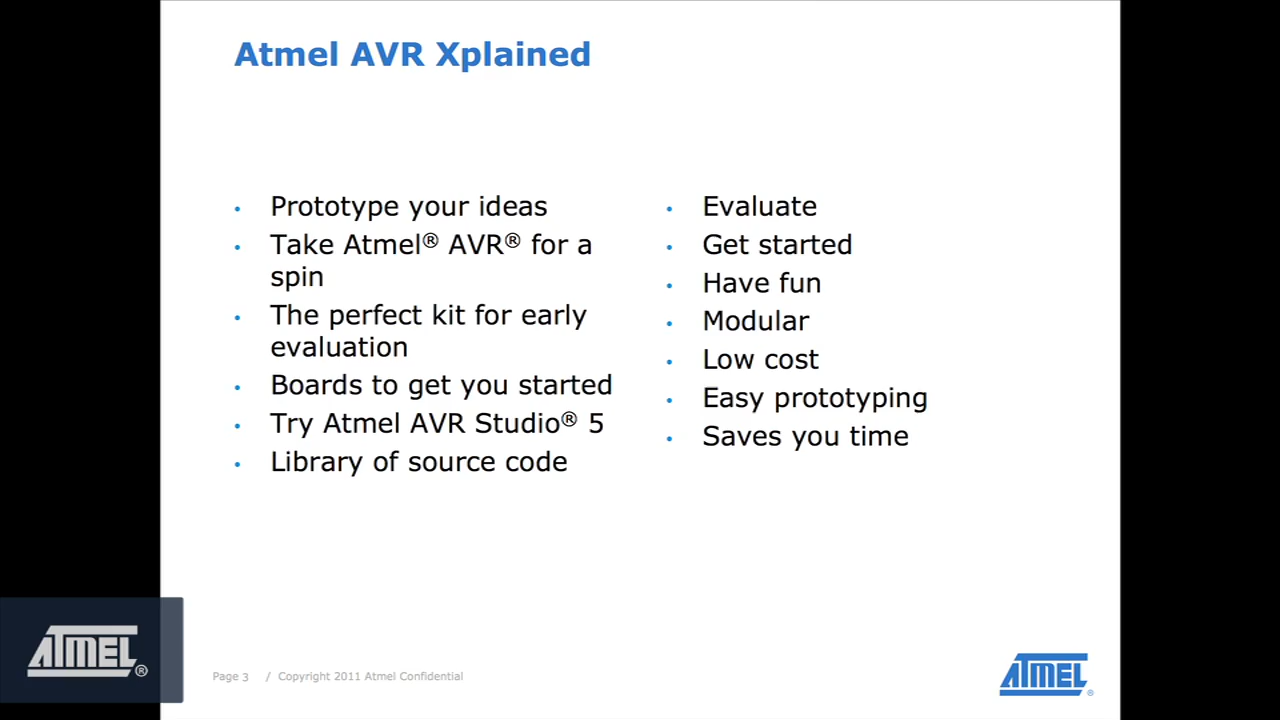 Atmel AVR Xplained
Prototype your ideas
Take Atmel® AVR® for a
spin
The perfect kit for early
evaluation
Boards to get you started
Try Atmel AVR Studio® 5
Library of source code
Evaluate
Get started
Have fun
Modular
Low cost
Easy prototyping
Saves you time
ATMEL®
Page 3 / Copyright 2011 Atmel Confidential
ATMEL®